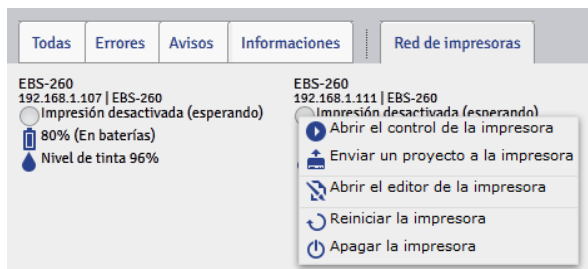 Todas
Errores
Avisos
Informaciones
Red de impresoras
EBS-260
192.168.1.107 | EBS-260
Impresión desactivada (esperando)
80% (En baterías)
Nivel de tinta 96%
EBS-260
192.168.1.111 | EBS-260
Impresión desactivada (esperando)
Abrir el control de la impresora
Enviar un proyecto a la impresora
Abrir el editor de la impresora
Reiniciar la impresora
Apagar la impresora